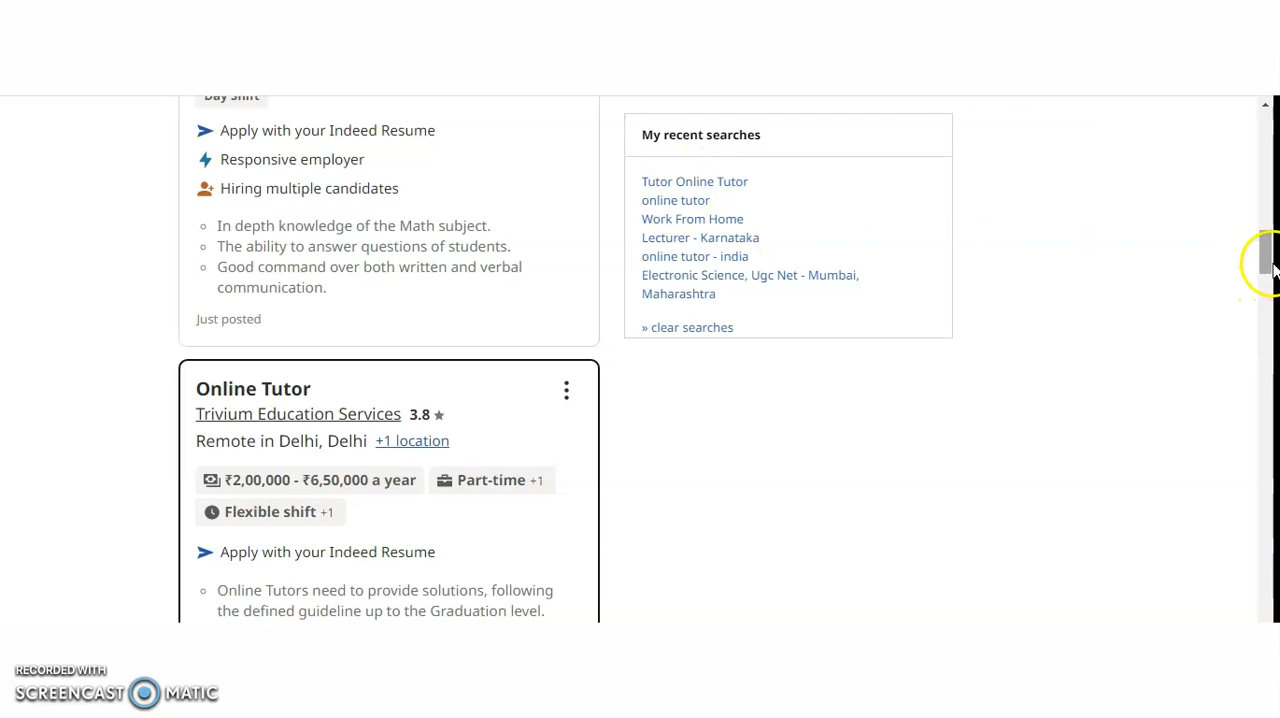 Day shift
Apply with your Indeed Resume
Responsive employer
Hiring multiple candidates
In depth knowledge of the Math subject.
The ability to answer questions of students.
Good command over both written and verbal
communication.
Just posted
Online Tutor
Trivium Education Services 3.8
Remote in Delhi, Delhi +1 location
₹2,00,000 - ₹6,50,000 a year Part-time +1
Flexible shift +1
Apply with your Indeed Resume
Online Tutors need to provide solutions, following
the defined guideline up to the Graduation level.
My recent searches
Tutor Online Tutor
online tutor
Work From Home
Lecturer - Karnataka
online tutor - india
Electronic Science, Ugc Net - Mumbai,
Maharashtra
» clear searches
RECORDED WITH
SCREENCAST MATIC